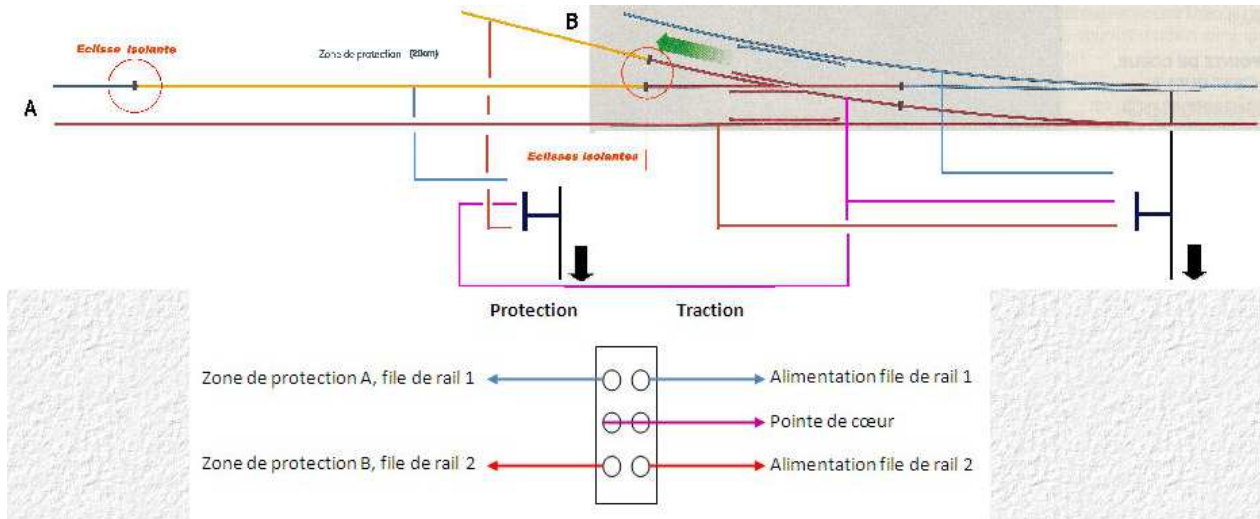 B
Eclisse isolante
Zone de protection (20cm)
A
Eclisses isolantes
Protection
Traction
Zone de protection A, file de rail 1
Alimentation file de rail 1
Pointe de cœur
Zone de protection B, file de rail 2
Alimentation file de rail 2